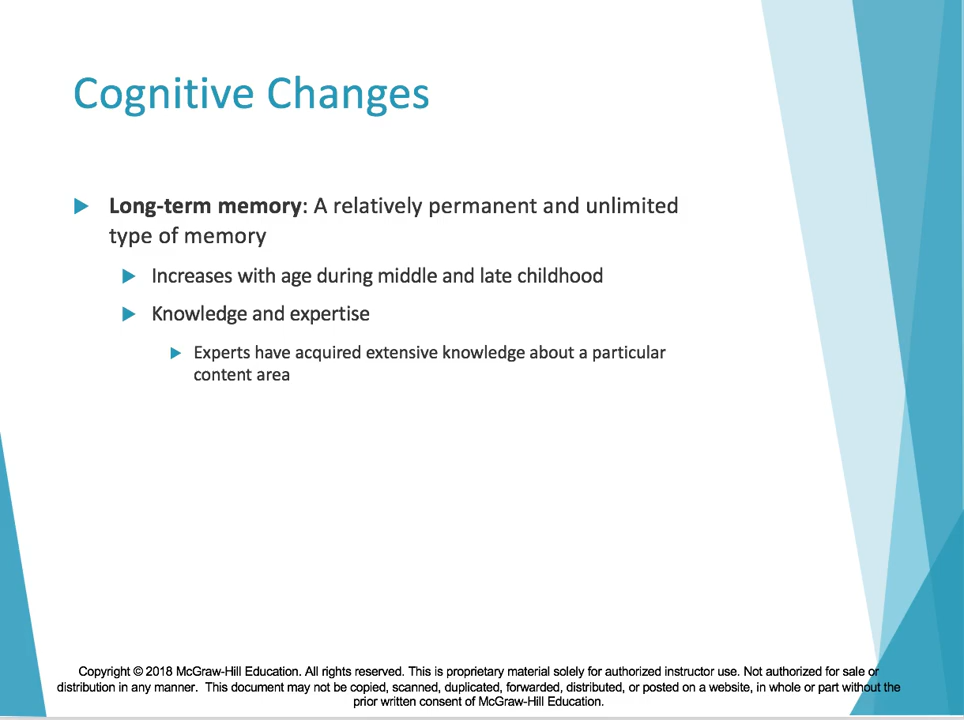 Cognitive Changes
Long-term memory: A relatively permanent and unlimited
type of memory
Increases with age during middle and late childhood
Knowledge and expertise
Experts have acquired extensive knowledge about a particular
content area
Copyright © 2018 McGraw-Hill Education. All rights reserved. This is proprietary material solely for authorized instructor use. Not authorized for sale or
distribution in any manner. This document may not be copied, scanned, duplicated, forwarded, distributed, or posted on a website, in whole or part without the
prior written consent of McGraw-Hill Education.